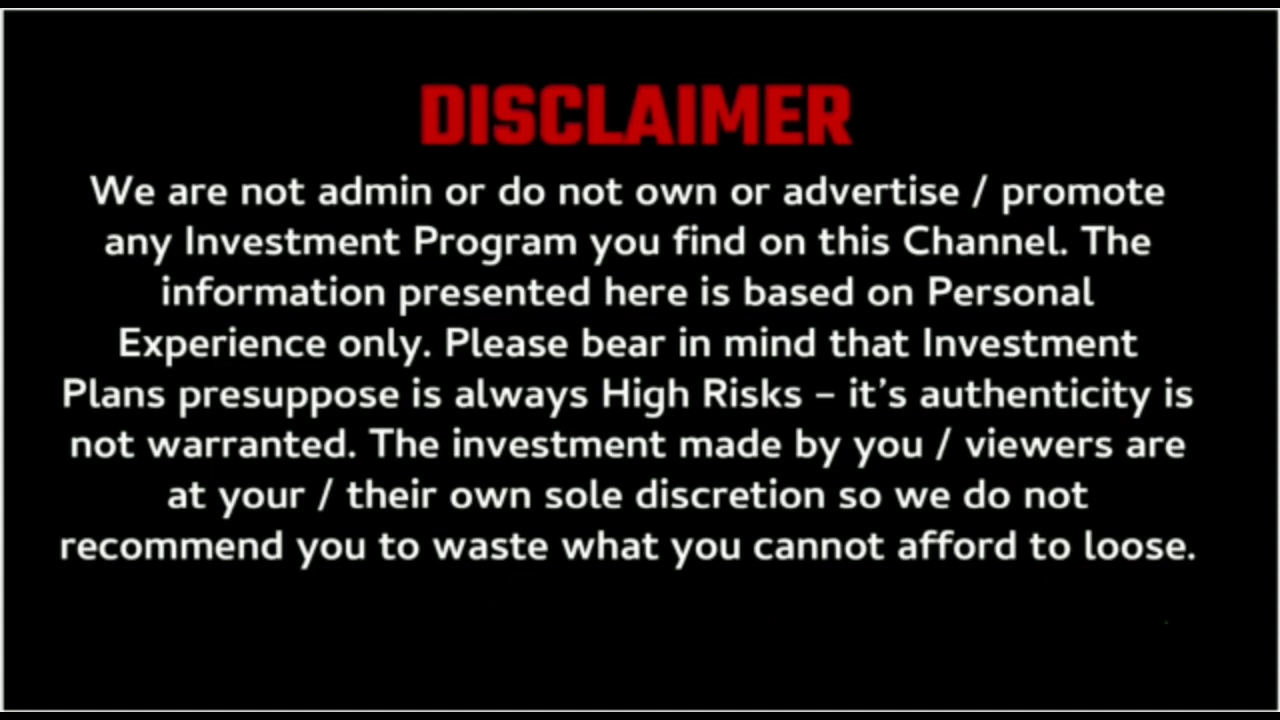 DISCLAIMER
We are not admin or do not own or advertise / promote
any Investment Program you find on this Channel. The
information presented here is based on Personal
Experience only. Please bear in mind that Investment
Plans presuppose is always High Risks – it’s authenticity is
not warranted. The investment made by you / viewers are
at your / their own sole discretion so we do not
recommend you to waste what you cannot afford to loose.